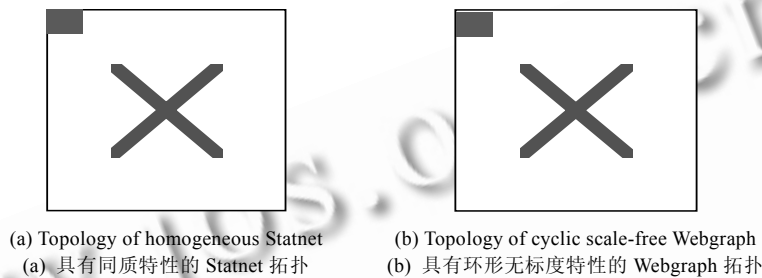 (a) Topology of homogeneous Statnet
(b) Topology of cyclic scale-free Webgraph
(a) 具有同质特性的 Statnet 拓扑
(b) 具有环形无标度特性的 Webgraph 拓扑